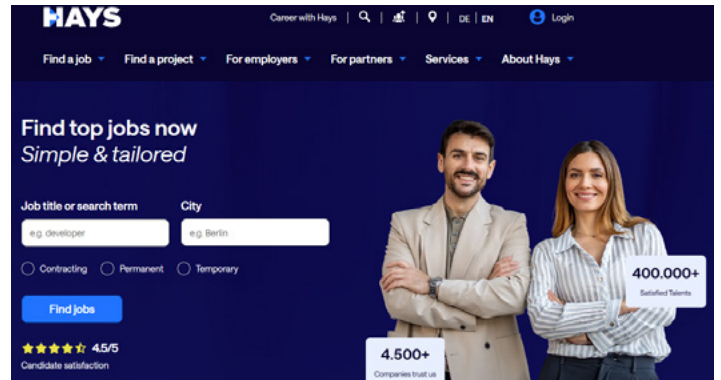 HAYS
Career with Hays | | | | DE | EN Login
Find a job Find a project For employers For partners Services About Hays
Find top jobs now
Simple & tailored
Job title or search term City
e.g. developer e.g. Berlin
Contracting Permanent Temporary
Find jobs
4.5/5
Candidate satisfaction
400.000+
Satisfied Talents
4.500+
Companies trust us